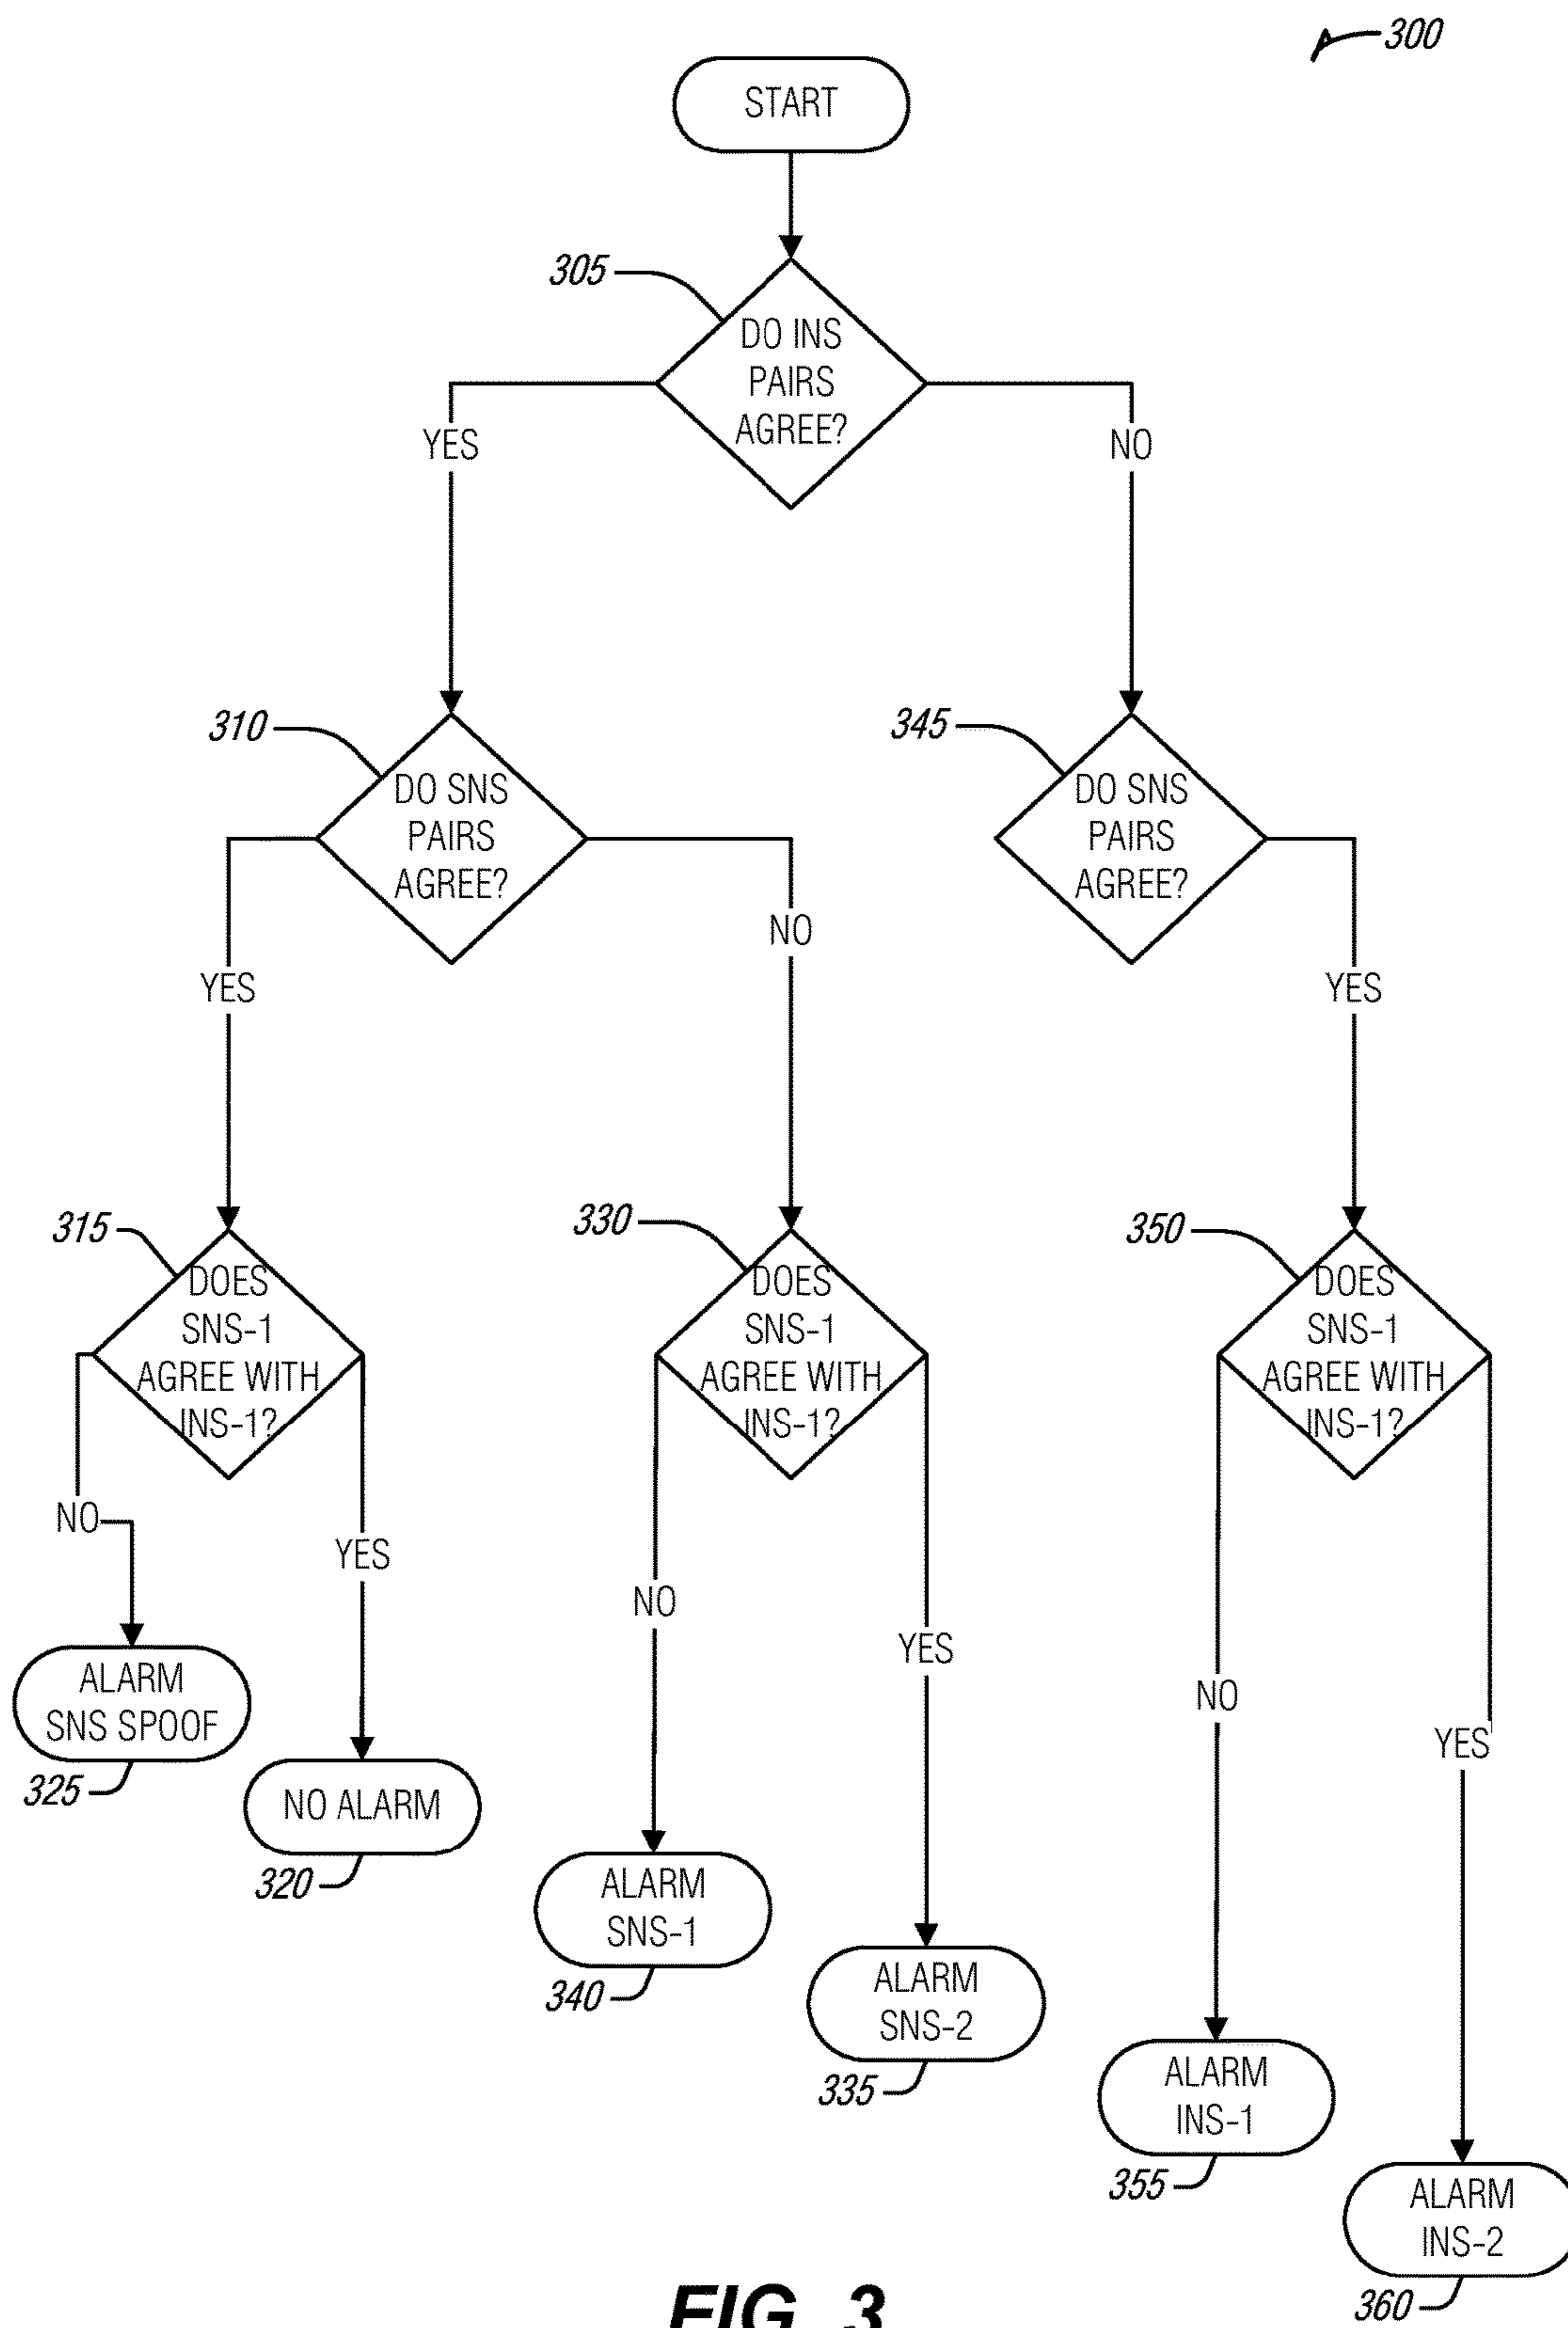 300
START
305
DO INS
PAIRS
AGREE?
YES
NO
310
DO SNS
PAIRS
AGREE?
345
DO SNS
PAIRS
AGREE?
YES
NO
YES
315
DOES
SNS-1
AGREE WITH
INS-1?
330
DOES
SNS-1
AGREE WITH
INS-1?
350
DOES
SNS-1
AGREE WITH
INS-1?
NO
YES
NO
YES
NO
YES
ALARM
SNS SPOOF
325
NO ALARM
320
ALARM
SNS-1
340
ALARM
SNS-2
335
ALARM
INS-1
355
ALARM
INS-2
360
FIG. 3